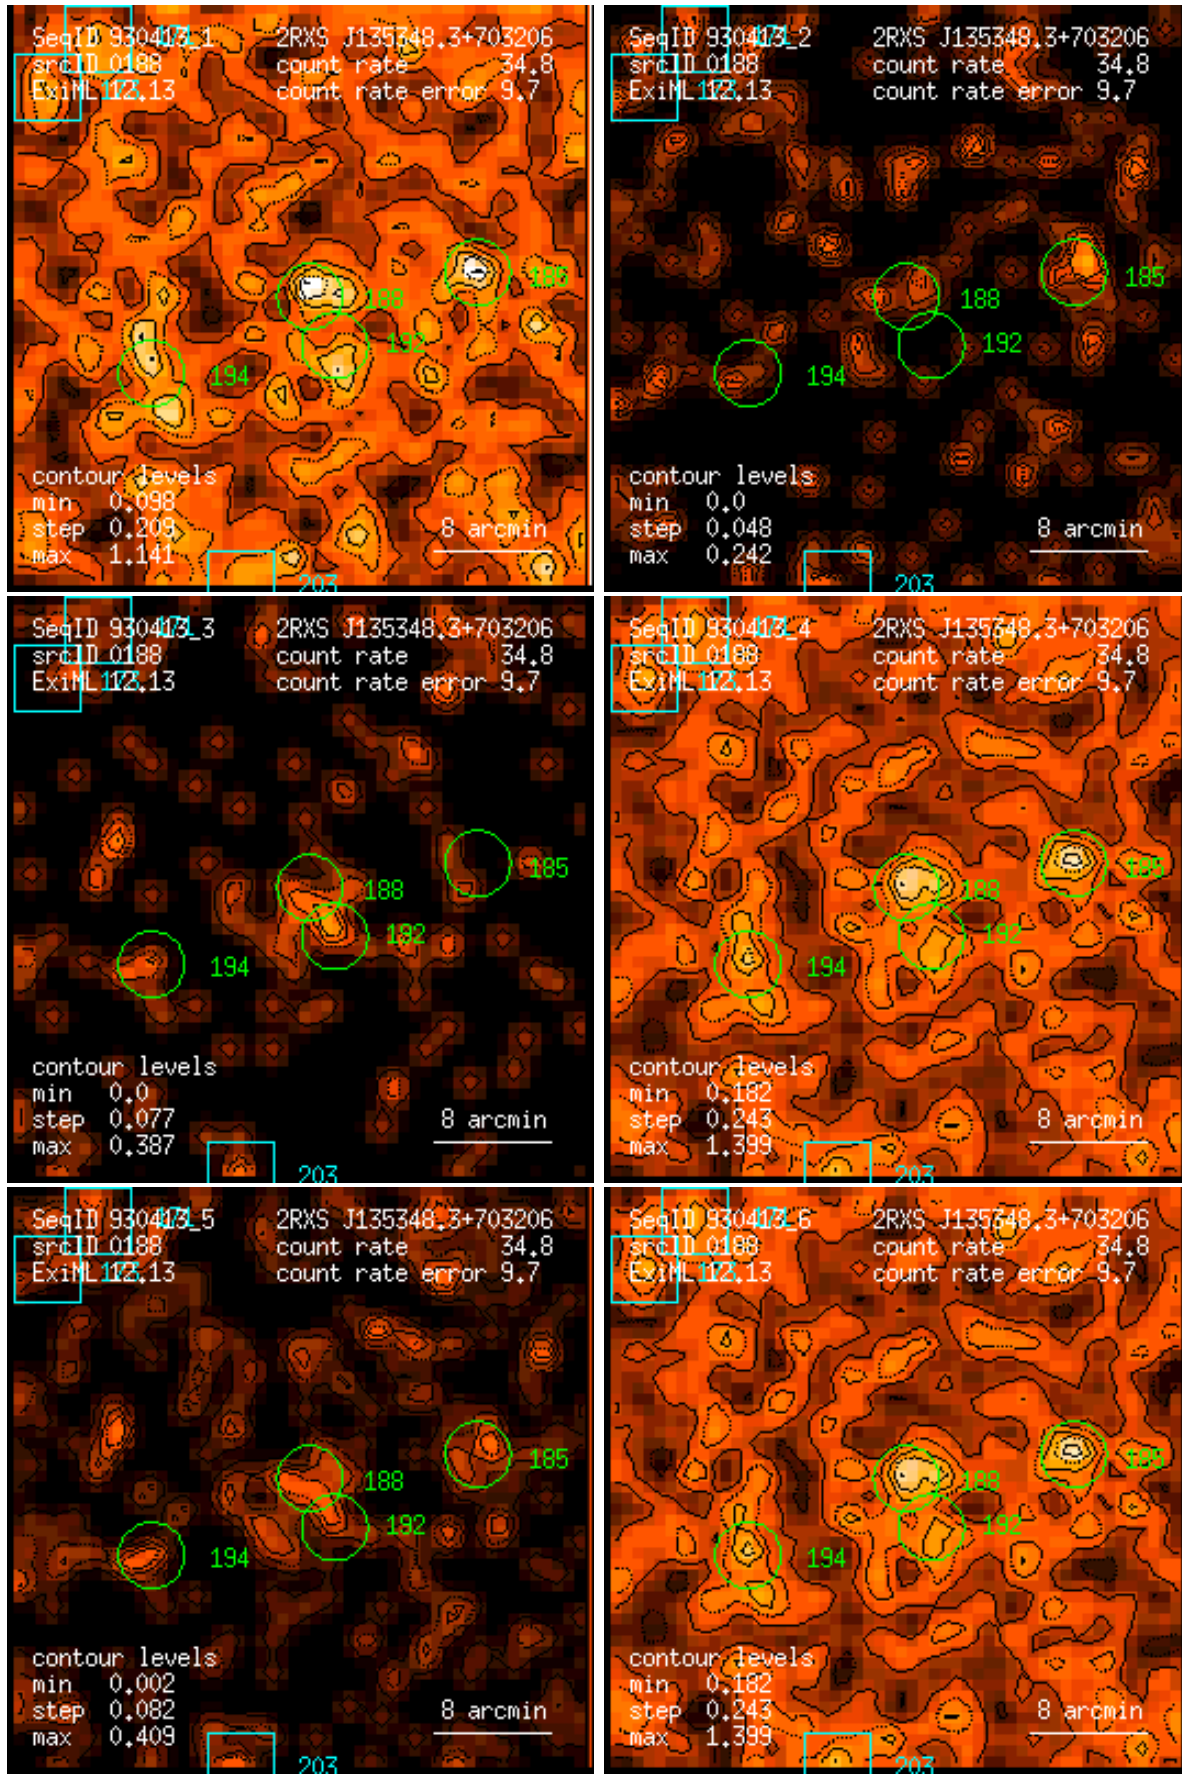 SeqID 930413_1 2RXS J135348.3+703206
srcID 0188 count rate 34.8
ExiML 12.13 count rate error 9.7
185
188
192
194
contour levels
min 0.098
step 0.209
max 1.141
8 arcmin
203
SeqID 930413_2 2RXS J135348.3+703206
srcID 0188 count rate 34.8
ExiML 12.13 count rate error 9.7
185
188
192
194
contour levels
min 0.0
step 0.048
max 0.242
8 arcmin
203
SeqID 930413_3 2RXS J135348.3+703206
srcID 0188 count rate 34.8
ExiML 12.13 count rate error 9.7
185
188
192
194
contour levels
min 0.0
step 0.077
max 0.387
8 arcmin
203
SeqID 930413_4 2RXS J135348.3+703206
srcID 0188 count rate 34.8
ExiML 12.13 count rate error 9.7
185
188
192
194
contour levels
min 0.182
step 0.243
max 1.399
8 arcmin
203
SeqID 930413_5 2RXS J135348.3+703206
srcID 0188 count rate 34.8
ExiML 12.13 count rate error 9.7
185
188
192
194
contour levels
min 0.002
step 0.082
max 0.409
8 arcmin
203
SeqID 930413_6 2RXS J135348.3+703206
srcID 0188 count rate 34.8
ExiML 12.13 count rate error 9.7
185
188
192
194
contour levels
min 0.182
step 0.243
max 1.399
8 arcmin
203